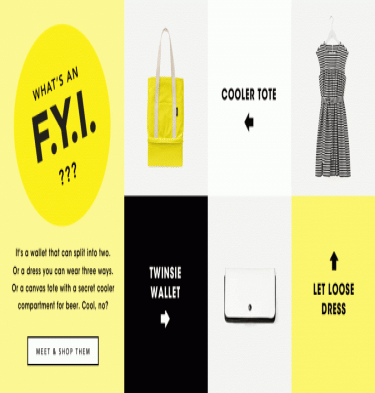 WHAT'S AN
F.Y.I.
???
It's a wallet that can split into two.
Or a dress you can wear three ways.
Or a canvas tote with a secret cooler
compartment for beer. Cool, no?
MEET & SHOP THEM
COOLER TOTE
TWINSIE
WALLET
LET LOOSE
DRESS